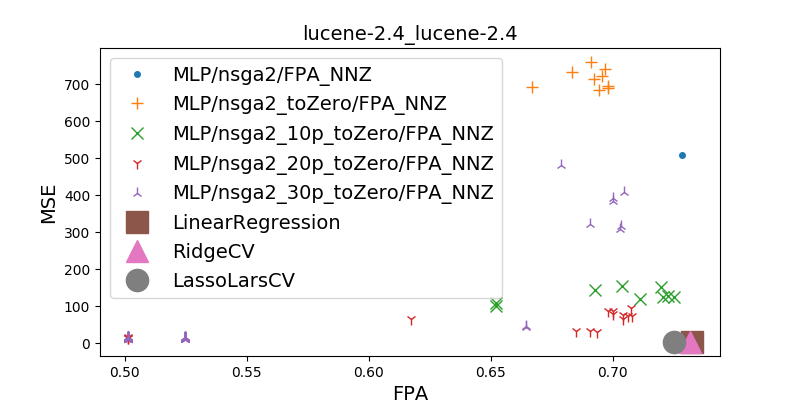 lucene-2.4_lucene-2.4
MSE
700
600
500
400
300
200
100
0
MLP/nsga2/FPA_NNZ
MLP/nsga2_toZero/FPA_NNZ
MLP/nsga2_10p_toZero/FPA_NNZ
MLP/nsga2_20p_toZero/FPA_NNZ
MLP/nsga2_30p_toZero/FPA_NNZ
LinearRegression
RidgeCV
LassoLarsCV
0.50 0.55 0.60 0.65 0.70
FPA